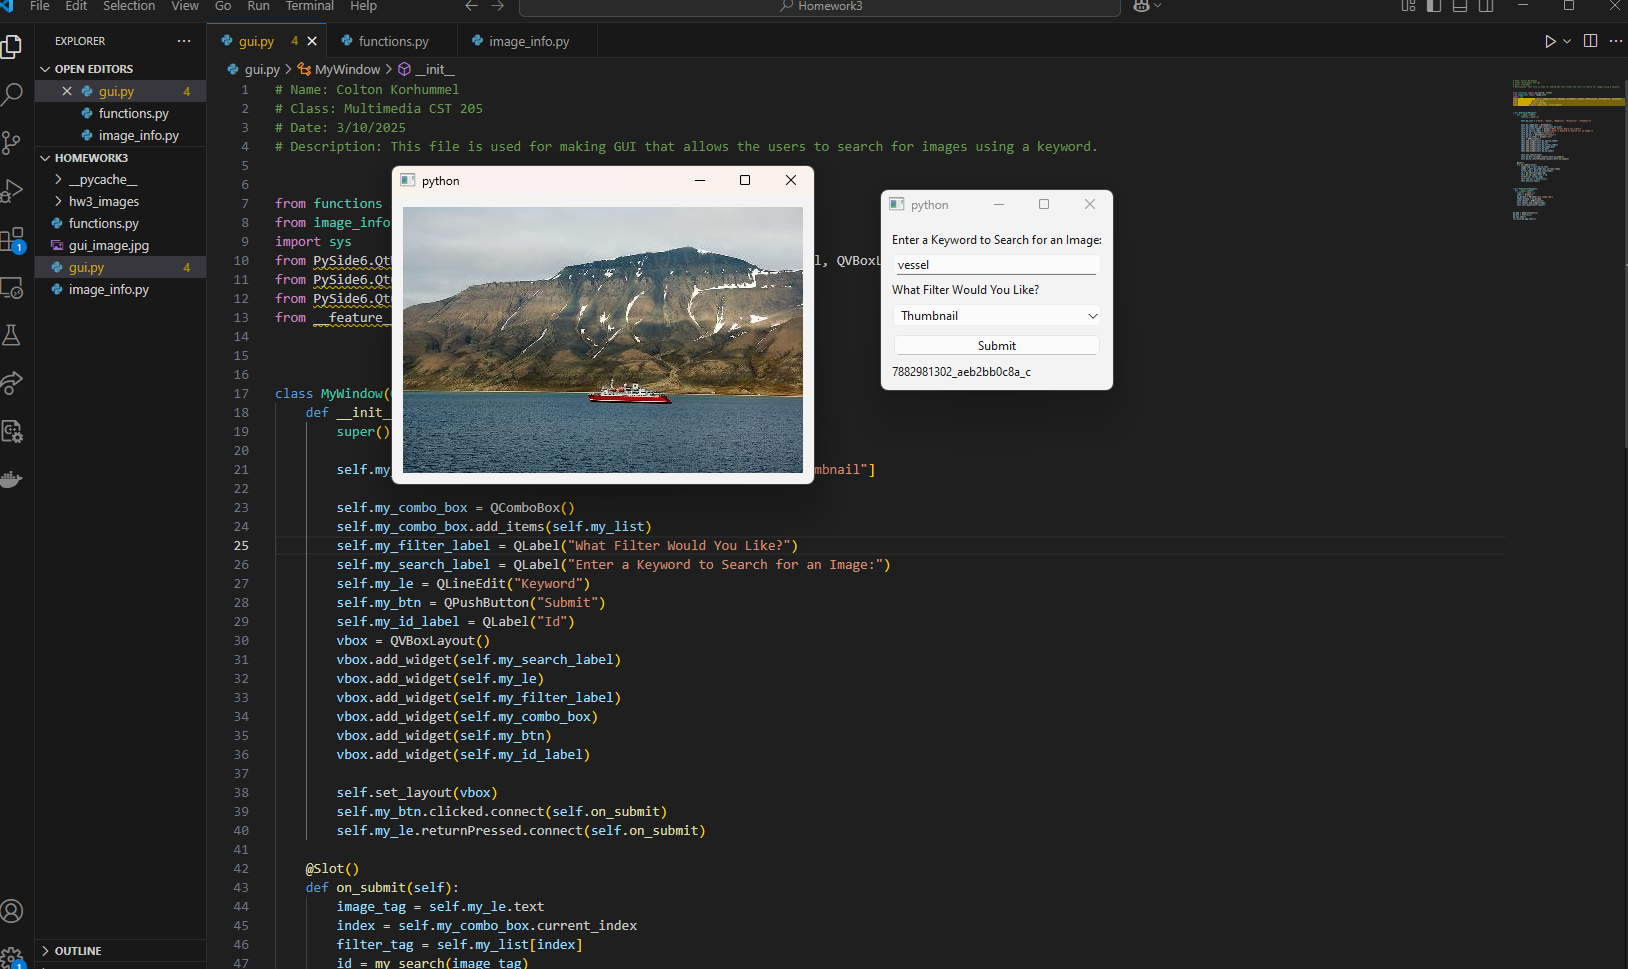 File Edit Selection View Go Run Terminal Help
Homework3
EXPLORER
gui.py 4
functions.py
image_info.py
OPEN EDITORS
gui.py 4
functions.py
image_info.py
HOMEWORK3
__pycache__
hw3_images
functions.py
gui_image.jpg
gui.py 4
image_info.py
OUTLINE
1
1
gui.py > MyWindow > __init__
1 # Name: Colton Korhummel
2 # Class: Multimedia CST 205
3 # Date: 3/10/2025
4 # Description: This file is used for making GUI that allows the users to search for images using a keyword.
5
6
7 from functions
8 from image_info
9 import sys
10 from PySide6.Qt l, QVBoxL
11 from PySide6.Qt
12 from PySide6.Qt
13 from __feature_
14
15
16
17 class MyWindow(
18 def __init_
19 super()
20
21 self.my_ mbnail"]
22
23 self.my_combo_box = QComboBox()
24 self.my_combo_box.add_items(self.my_list)
25 self.my_filter_label = QLabel("What Filter Would You Like?")
26 self.my_search_label = QLabel("Enter a Keyword to Search for an Image:")
27 self.my_le = QLineEdit("Keyword")
28 self.my_btn = QPushButton("Submit")
29 self.my_id_label = QLabel("Id")
30 vbox = QVBoxLayout()
31 vbox.add_widget(self.my_search_label)
32 vbox.add_widget(self.my_le)
33 vbox.add_widget(self.my_filter_label)
34 vbox.add_widget(self.my_combo_box)
35 vbox.add_widget(self.my_btn)
36 vbox.add_widget(self.my_id_label)
37
38 self.set_layout(vbox)
39 self.my_btn.clicked.connect(self.on_submit)
40 self.my_le.returnPressed.connect(self.on_submit)
41
42 @Slot()
43 def on_submit(self):
44 image_tag = self.my_le.text
45 index = self.my_combo_box.current_index
46 filter_tag = self.my_list[index]
47 id = my_search(image_tag)
python
python
Enter a Keyword to Search for an Image:
vessel
What Filter Would You Like?
Thumbnail
Submit
7882981302_aeb2bb0c8a_c